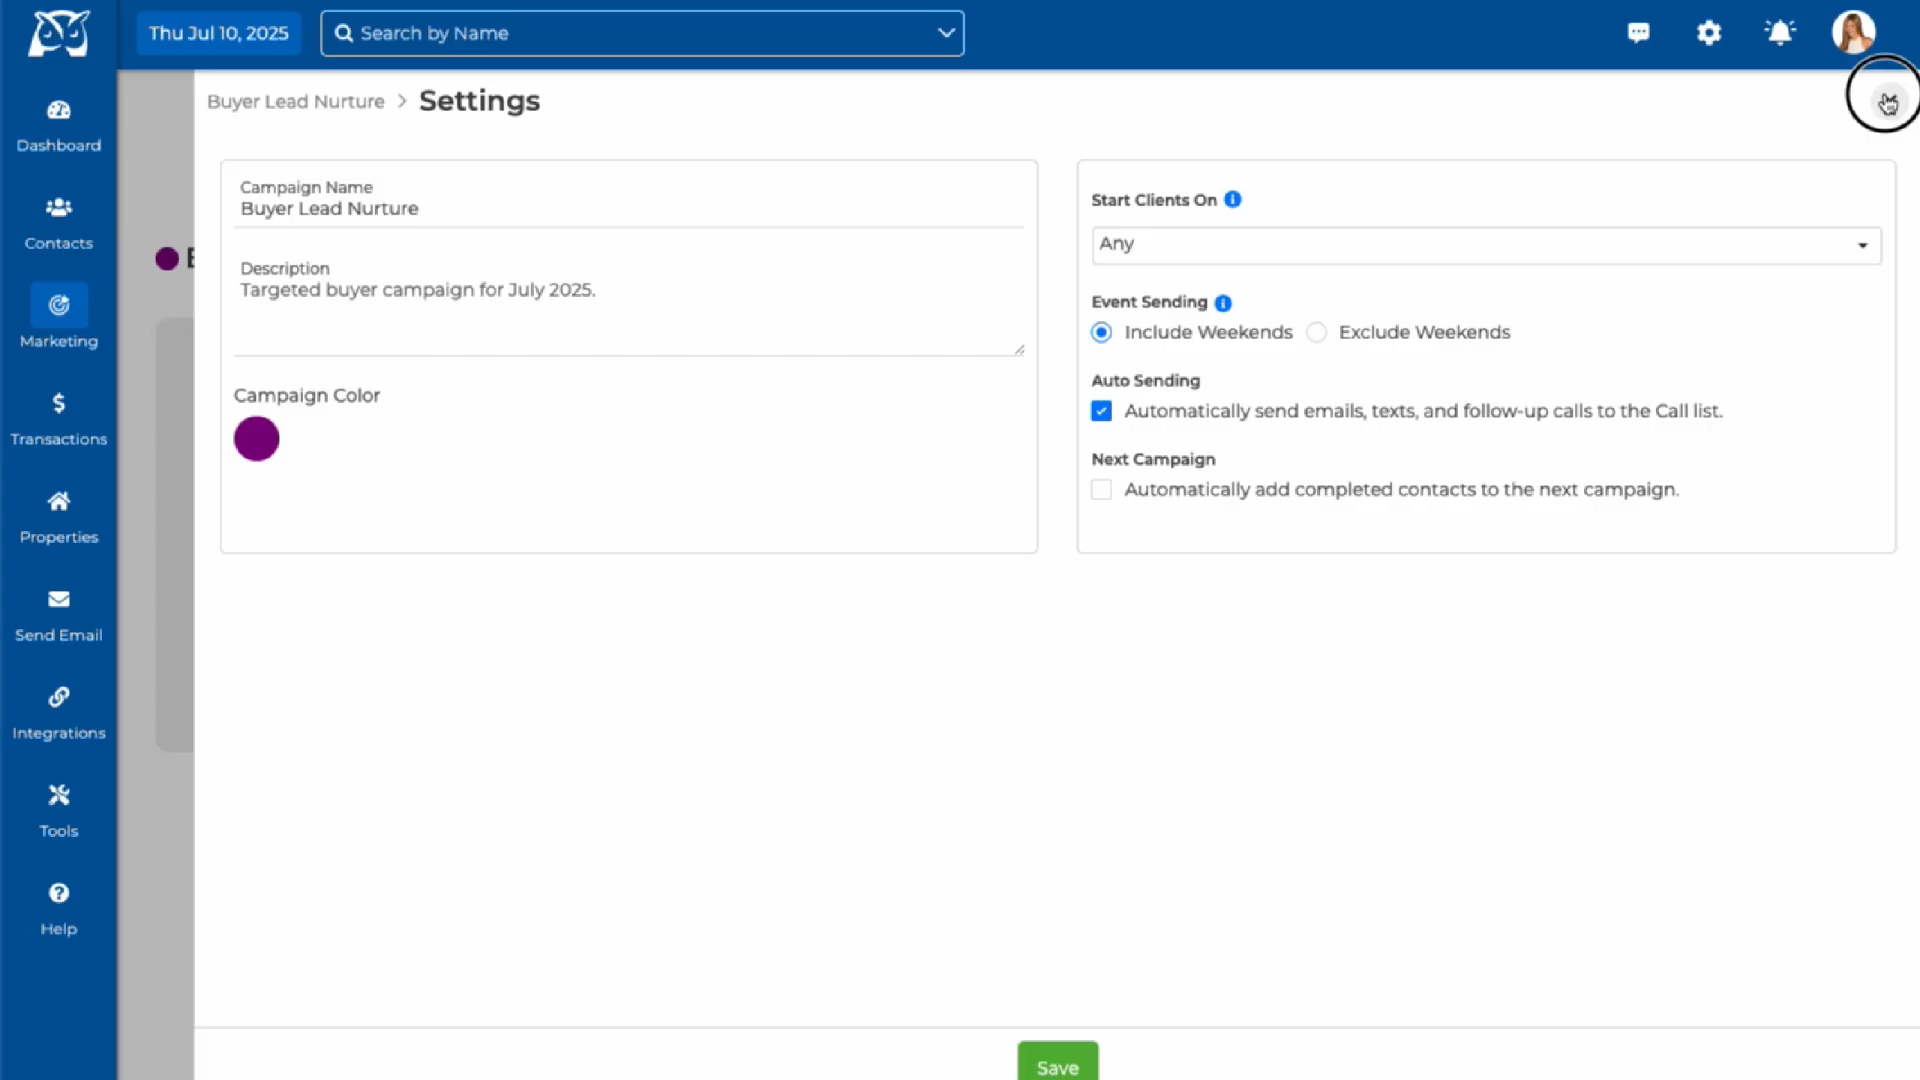 Thu Jul 10, 2025
Search by Name
Dashboard
Contacts
Marketing
Transactions
Properties
Send Email
Integrations
Tools
Help
Buyer Lead Nurture > Settings
Campaign Name
Buyer Lead Nurture
Description
Targeted buyer campaign for July 2025.
Campaign Color
Start Clients On
Any
Event Sending
Include Weekends Exclude Weekends
Auto Sending
Automatically send emails, texts, and follow-up calls to the Call list.
Next Campaign
Automatically add completed contacts to the next campaign.
Save